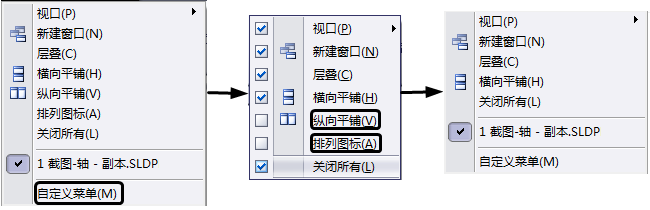 视口(P)
新建窗口(N)
层叠(C)
横向平铺(H)
纵向平铺(V)
排列图标(A)
关闭所有(L)
1 截图-轴 - 副本.SLDP
自定义菜单(M)
视口(P)
新建窗口(N)
层叠(C)
横向平铺(H)
纵向平铺(V)
排列图标(A)
关闭所有(L)
视口(P)
新建窗口(N)
层叠(C)
横向平铺(H)
关闭所有(L)
1 截图-轴 - 副本.SLDP
自定义菜单(M)